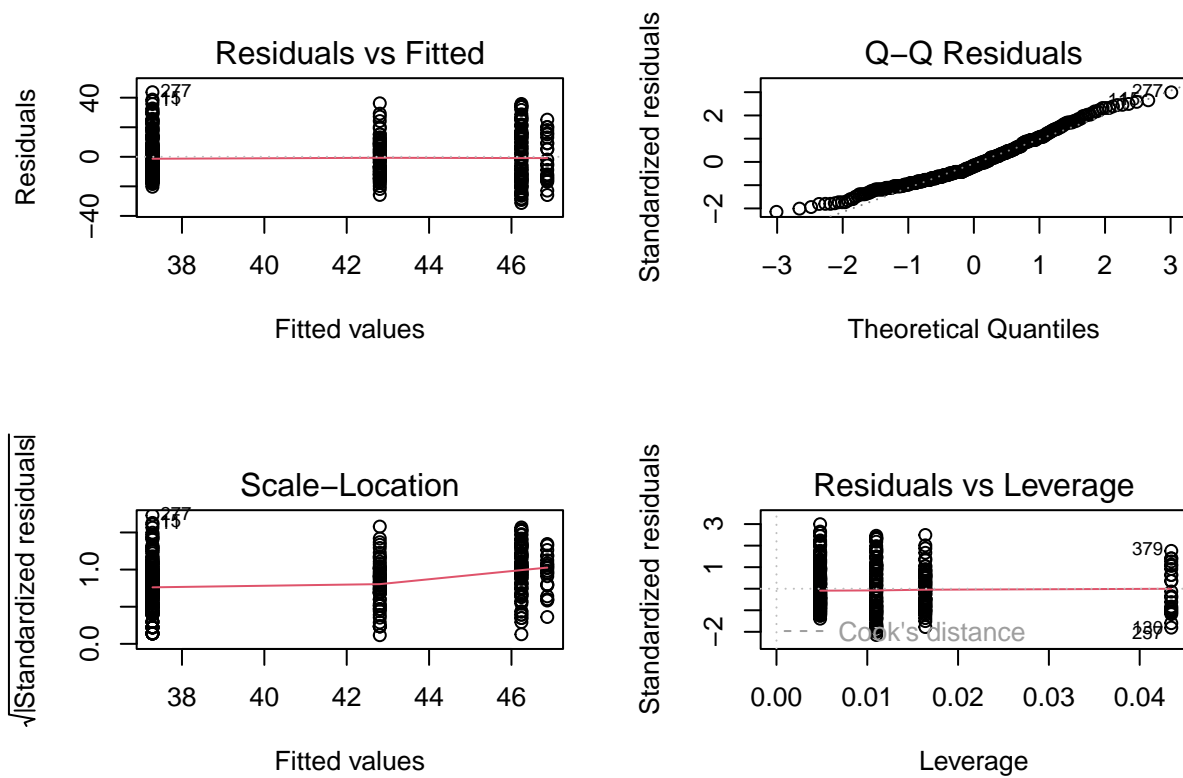 Residuals vs Fitted
Residuals
40
0
−40
277
15
38 40 42 44 46
Fitted values
Q−Q Residuals
Standardized residuals
2
0
−2
277
−3 −2 −1 0 1 2 3
Theoretical Quantiles
Scale−Location
√|Standardized residuals|
1.0
0.0
277
15
38 40 42 44 46
Fitted values
Residuals vs Leverage
Standardized residuals
3
1
−2
379
257
Cook's distance
0.00 0.01 0.02 0.03 0.04
Leverage